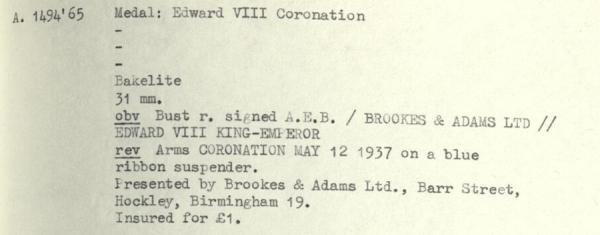 A. 1494'65 Medal: Edward VIII Coronation
-
-
-
Bakelite
31 mm.
obv Bust r. signed A.E.B. / BROOKES & ADAMS LTD //
EDWARD VIII KING-EMPEROR
rev Arms CORONATION MAY 12 1937 on a blue
ribbon suspender.
Presented by Brookes & Adams Ltd., Barr Street,
Hockley, Birmingham 19.
Insured for £1.